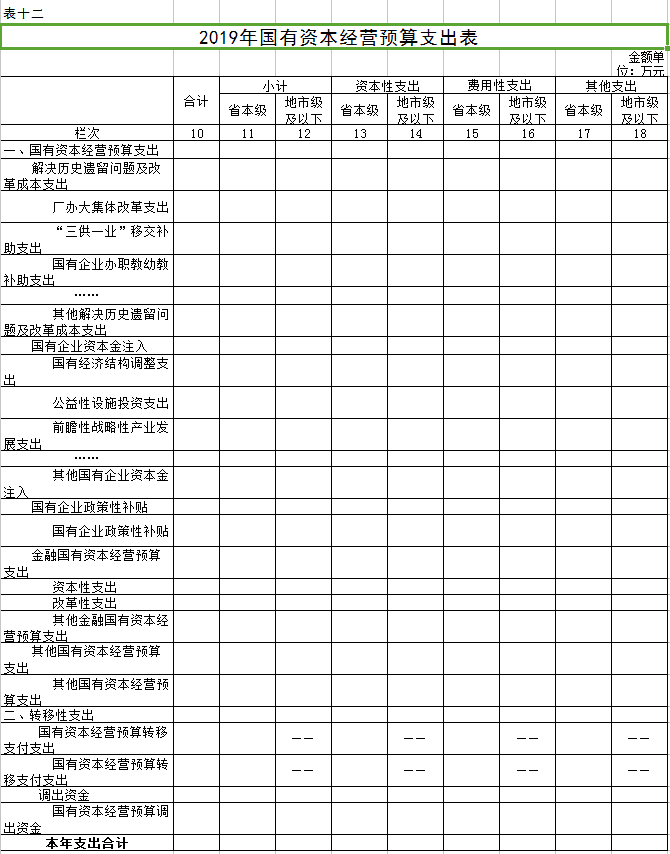 表十二
2019年国有资本经营预算支出表
金额单
位：万元
合计 小计 资本性支出 费用性支出 其他支出
省本级 地市级
及以下 省本级 地市级
及以下 省本级 地市级
及以下 省本级 地市级
及以下
栏次 10 11 12 13 14 15 16 17 18
一、国有资本经营预算支出
解决历史遗留问题及改
革成本支出
厂办大集体改革支出
“三供一业”移交补
助支出
国有企业办职教幼教
补助支出
……
其他解决历史遗留问
题及改革成本支出
国有企业资本金注入
国有经济结构调整支
出
公益性设施投资支出
前瞻性战略性产业发
展支出
……
其他国有企业资本金
注入
国有企业政策性补贴
国有企业政策性补贴
金融国有资本经营预算
支出
资本性支出
改革性支出
其他金融国有资本经
营预算支出
其他国有资本经营预算
支出
其他国有资本经营预
算支出
二、转移性支出
国有资本经营预算转移
支付支出 —— —— —— ——
国有资本经营预算转
移支付支出 —— —— —— ——
调出资金
国有资本经营预算调
出资金
本年支出合计